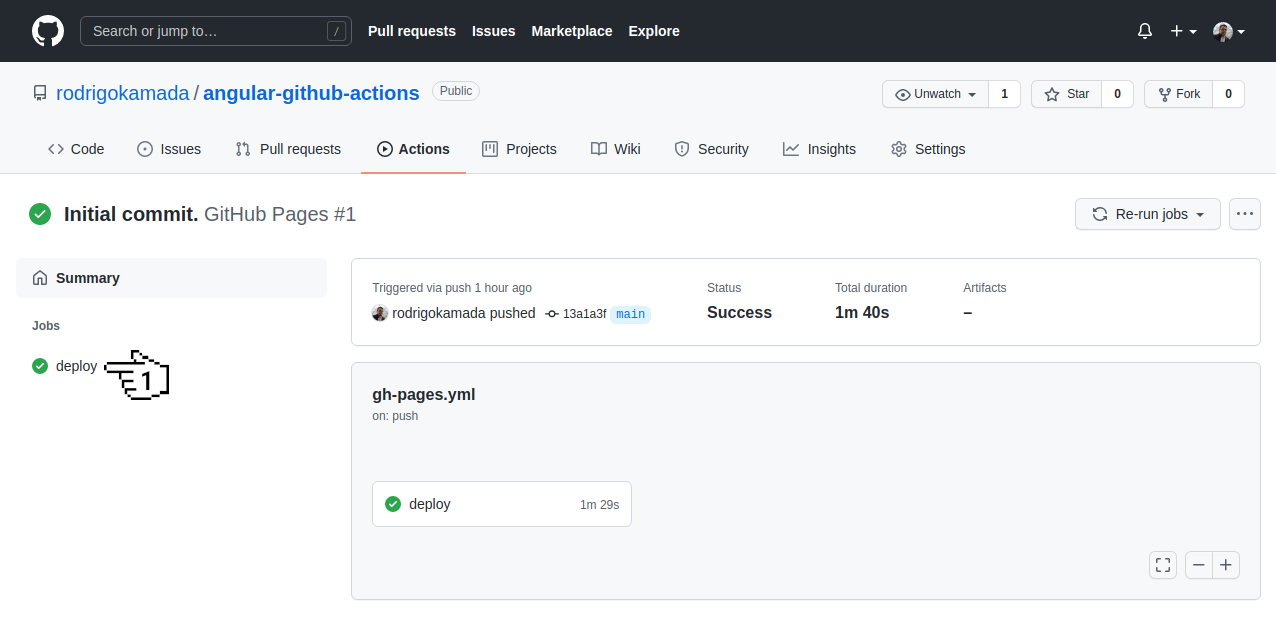 Search or jump to… / Pull requests Issues Marketplace Explore
rodrigokamada / angular-github-actions Public Unwatch 1 Star 0 Fork 0
Code Issues Pull requests Actions Projects Wiki Security Insights Settings
Initial commit. GitHub Pages #1 Re-run jobs
Summary
Jobs
deploy 1
Triggered via push 1 hour ago Status Total duration Artifacts
rodrigokamada pushed 13a1a3f main Success 1m 40s –
gh-pages.yml
on: push
deploy 1m 29s